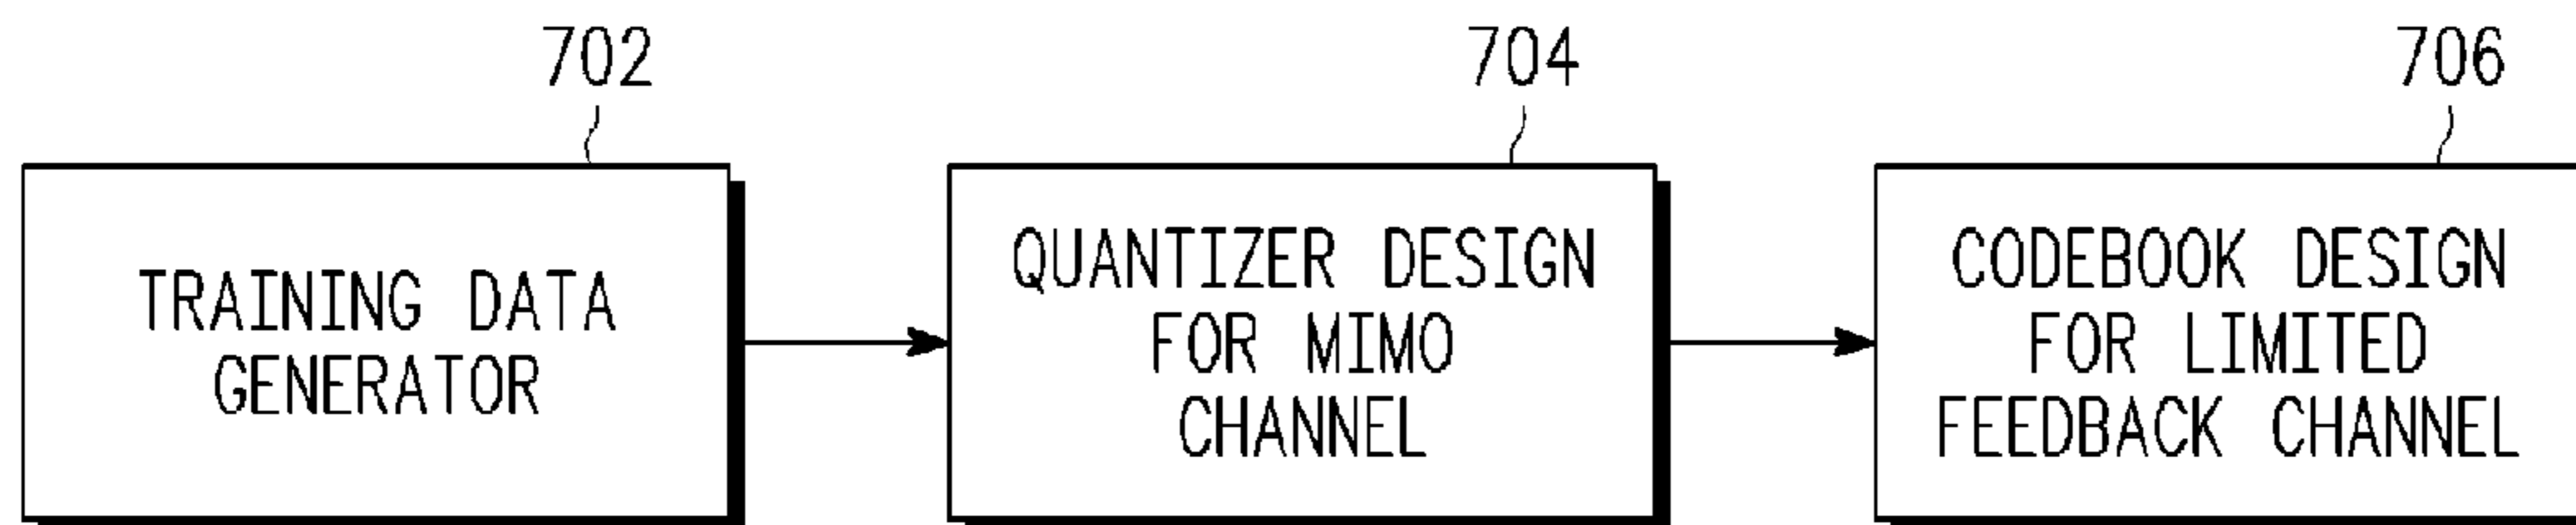 702
TRAINING DATA
GENERATOR
704
QUANTIZER DESIGN
FOR MIMO
CHANNEL
706
CODEBOOK DESIGN
FOR LIMITED
FEEDBACK CHANNEL